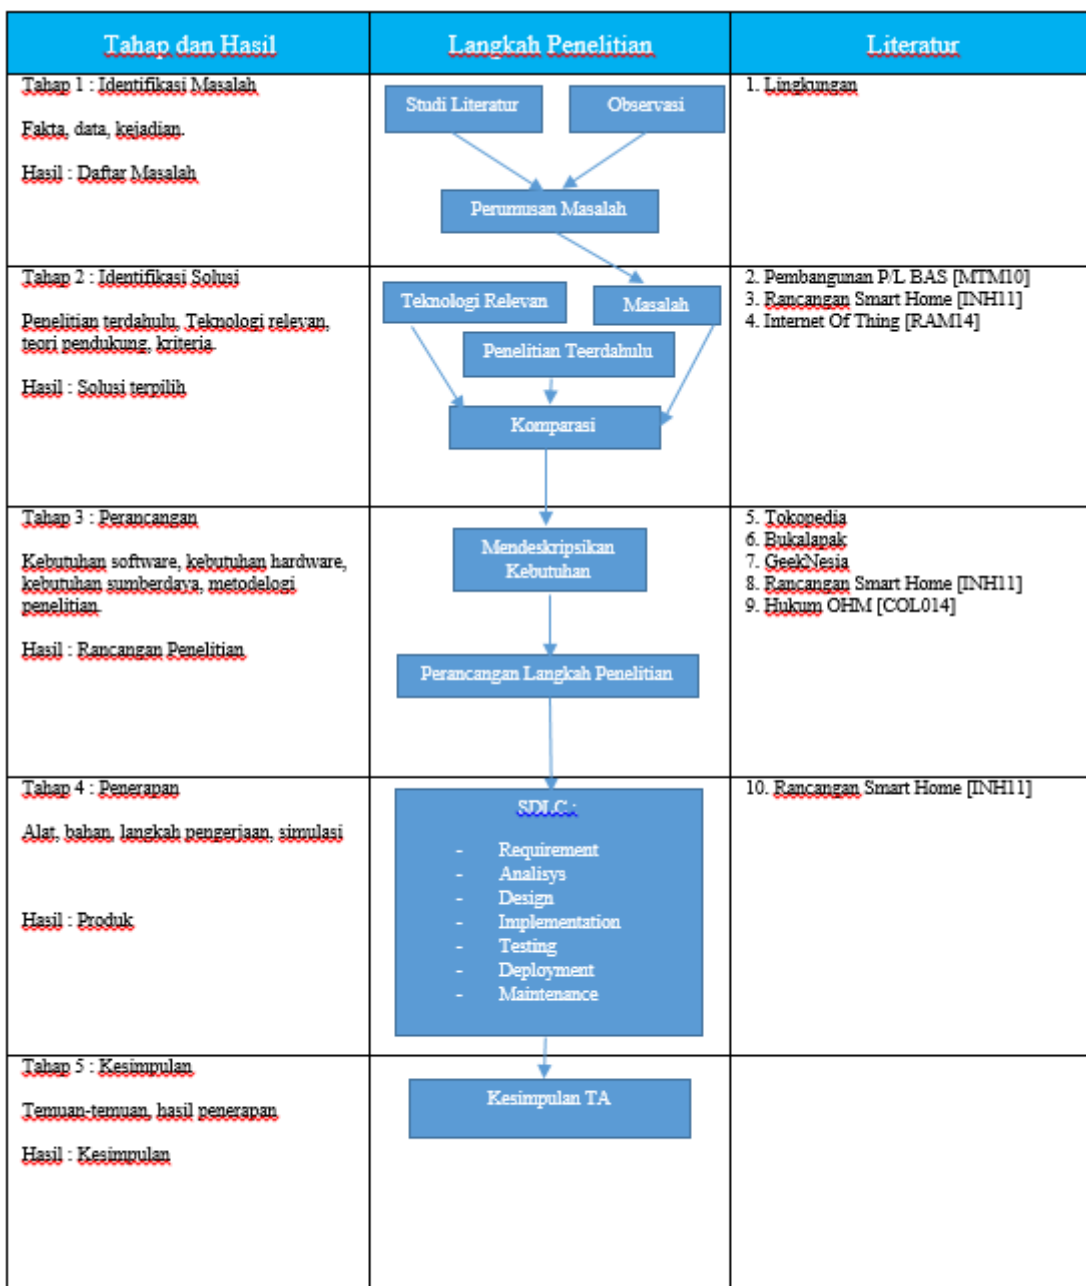 Tahap dan Hasil
Langkah Penelitian
Literatur
Tahap 1 : Identifikasi Masalah
Fakta, data, kejadian.
Hasil : Daftar Masalah
Studi Literatur
Observasi
Perumusan Masalah
1. Lingkungan
Tahap 2 : Identifikasi Solusi
Penelitian terdahulu, Teknologi relevan,
teori pendukung, kriteria.
Hasil : Solusi terpilih
Teknologi Relevan
Masalah
Penelitian Teerdahulu
Komparasi
2. Pembangunan P/L BAS [MTM10]
3. Rancangan Smart Home [INH11]
4. Internet Of Thing [RAM14]
Tahap 3 : Perancangan
Kebutuhan software, kebutuhan hardware,
kebutuhan sumberdaya, metodelogi
penelitian.
Hasil : Rancangan Penelitian
Mendeskripsikan
Kebutuhan
Perancangan Langkah Penelitian
5. Tokopedia
6. Bukalapak
7. GeekNesia
8. Rancangan Smart Home [INH11]
9. Hukum OHM [COL014]
Tahap 4 : Penerapan
Alat, bahan, langkah pengerjaan, simulasi
Hasil : Produk
SDLC :
- Requirement
- Analisys
- Design
- Implementation
- Testing
- Deployment
- Maintenance
10. Rancangan Smart Home [INH11]
Tahap 5 : Kesimpulan
Temuan-temuan, hasil penerapan
Hasil : Kesimpulan
Kesimpulan TA